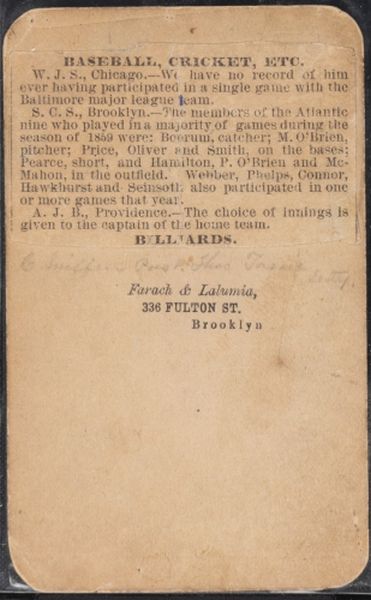 BASEBALL, CRICKET, ETC.
W. J. S., Chicago.—We have no record of him
ever having participated in a single game with the
Baltimore major league team.
S. C. S., Brooklyn.—The members of the Atlantic
nine who played in a majority of games during the
season of 1859 were: Boerum, catcher; M. O'Brien,
pitcher; Price, Oliver and Smith, on the bases;
Pearce, short, and Hamilton, P. O'Brien and Mc-
Mahon, in the outfield. Webber, Phelps, Connor,
Hawkhurst and Seinsoth also participated in one
or more games that year.
A. J. B., Providence.—The choice of innings is
given to the captain of the home team.
BILLIARDS.
Farach & Lalumia,
336 FULTON ST.
Brooklyn